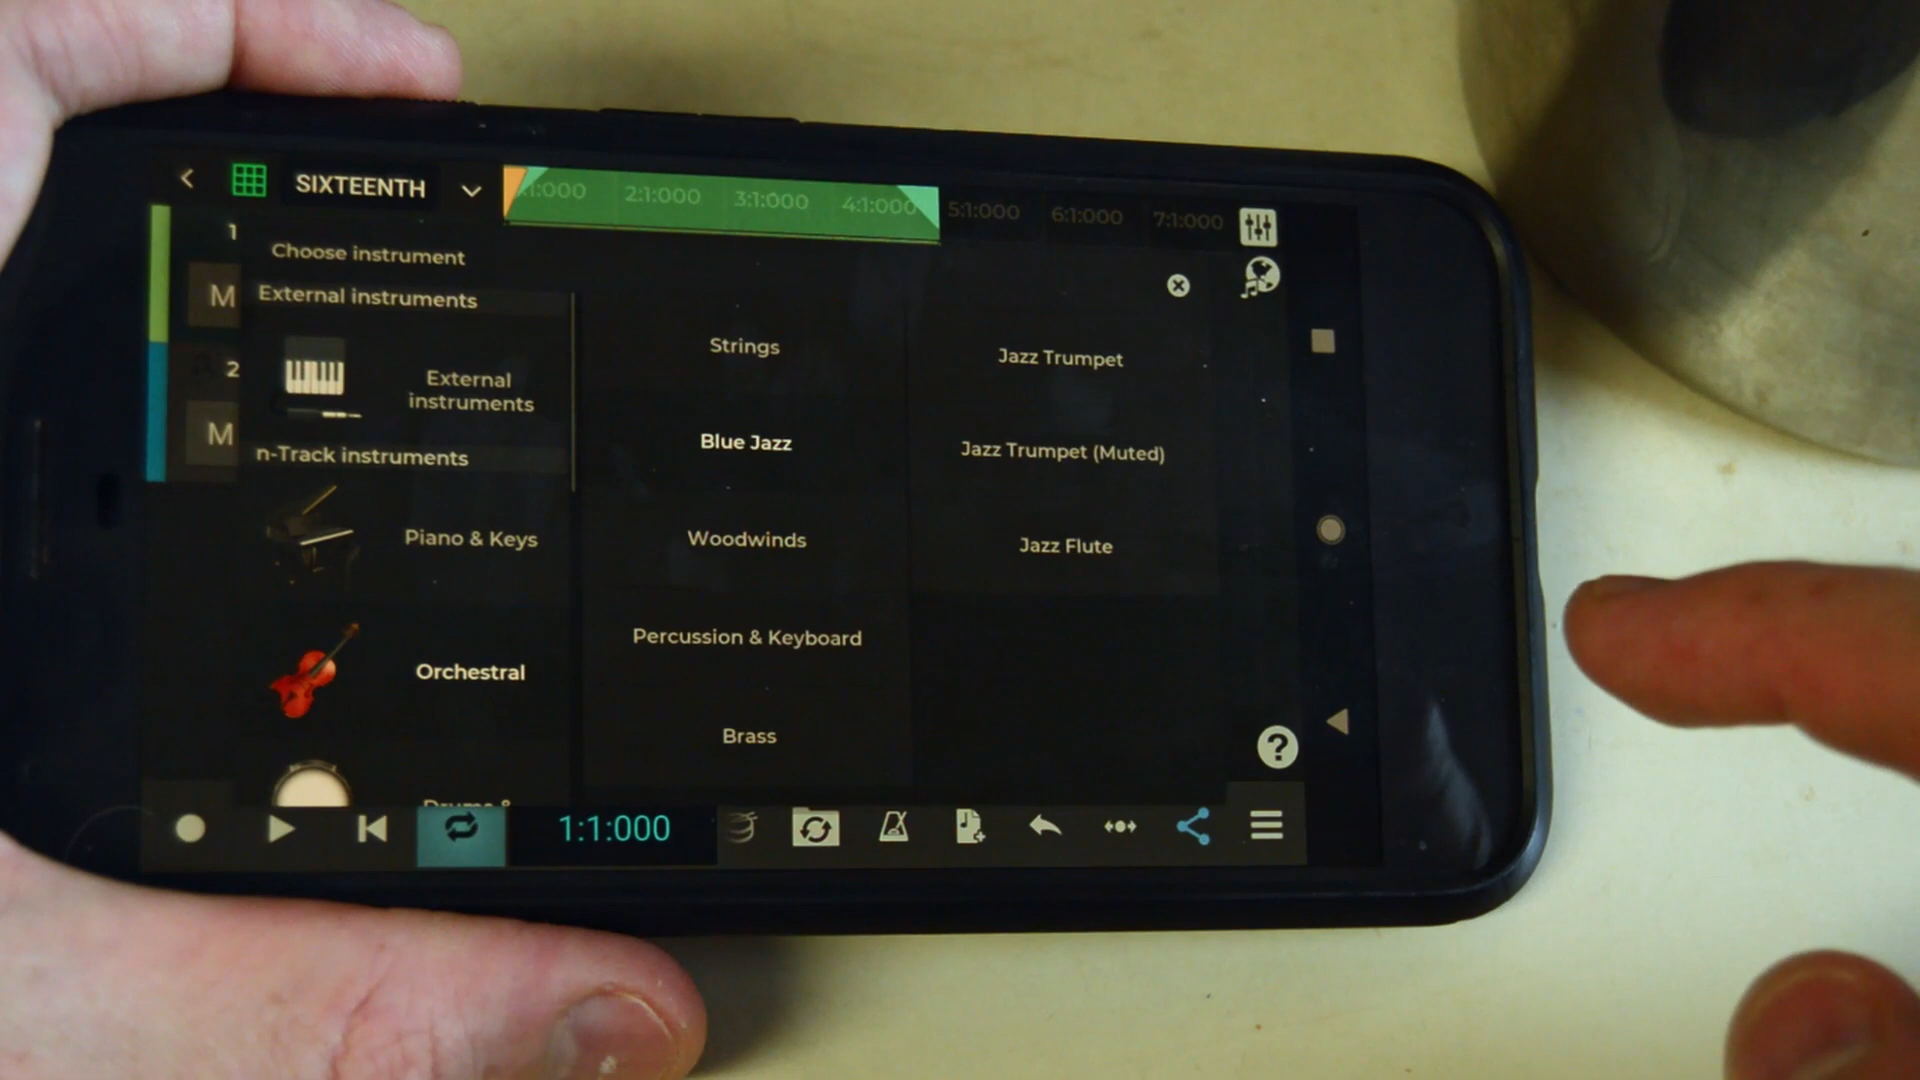 SIXTEENTH
1:1:000 2:1:000 3:1:000 4:1:000 5:1:000 6:1:000 7:1:000
1
M
2
M
Choose instrument
External instruments
External
instruments
n-Track instruments
Piano & Keys
Orchestral
Drums &
Strings
Blue Jazz
Woodwinds
Percussion & Keyboard
Brass
Jazz Trumpet
Jazz Trumpet (Muted)
Jazz Flute
?
1:1:000